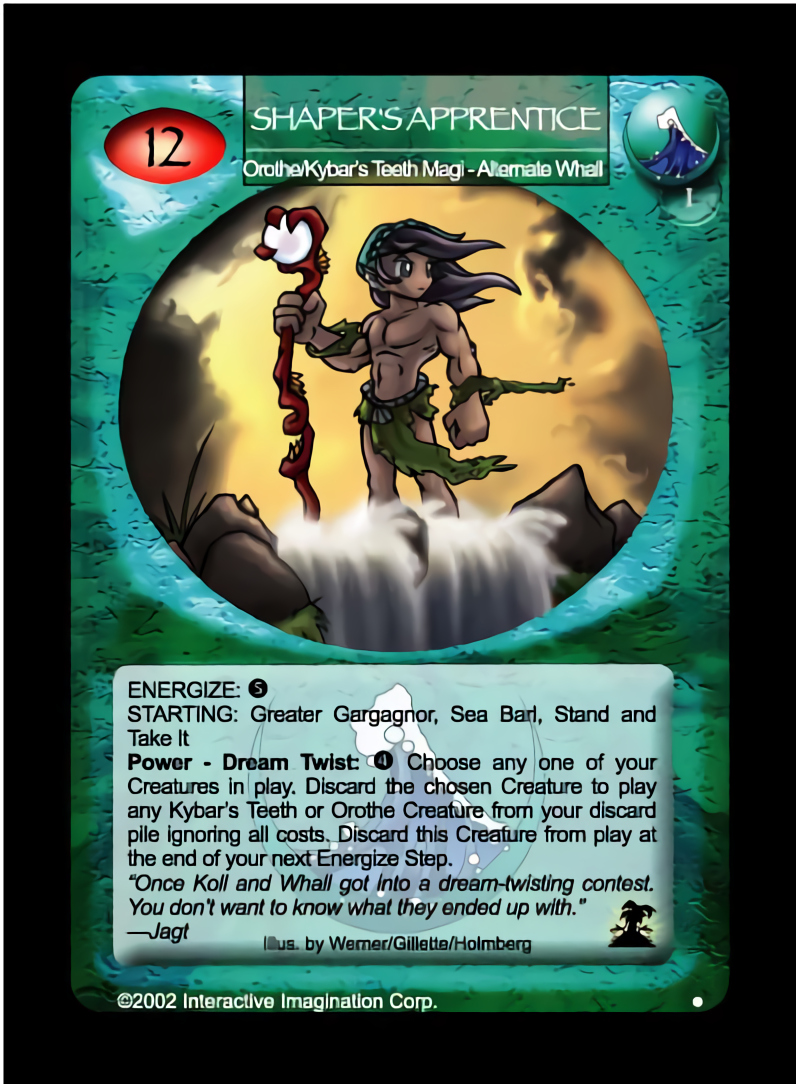 12
SHAPER'S APPRENTICE
Orothe/Kybar's Teeth Magi - Alternate Whall
I
ENERGIZE: 5
STARTING: Greater Gargagnor, Sea Barl, Stand and
Take It
Power - Dream Twist: 4 Choose any one of your
Creatures in play. Discard the chosen Creature to play
any Kybar's Teeth or Orothe Creature from your discard
pile ignoring all costs. Discard this Creature from play at
the end of your next Energize Step.
“Once Koll and Whall got into a dream-twisting contest.
You don't want to know what they ended up with.”
—Jagt
Illus. by Werner/Gillette/Holmberg
©2002 Interactive Imagination Corp.